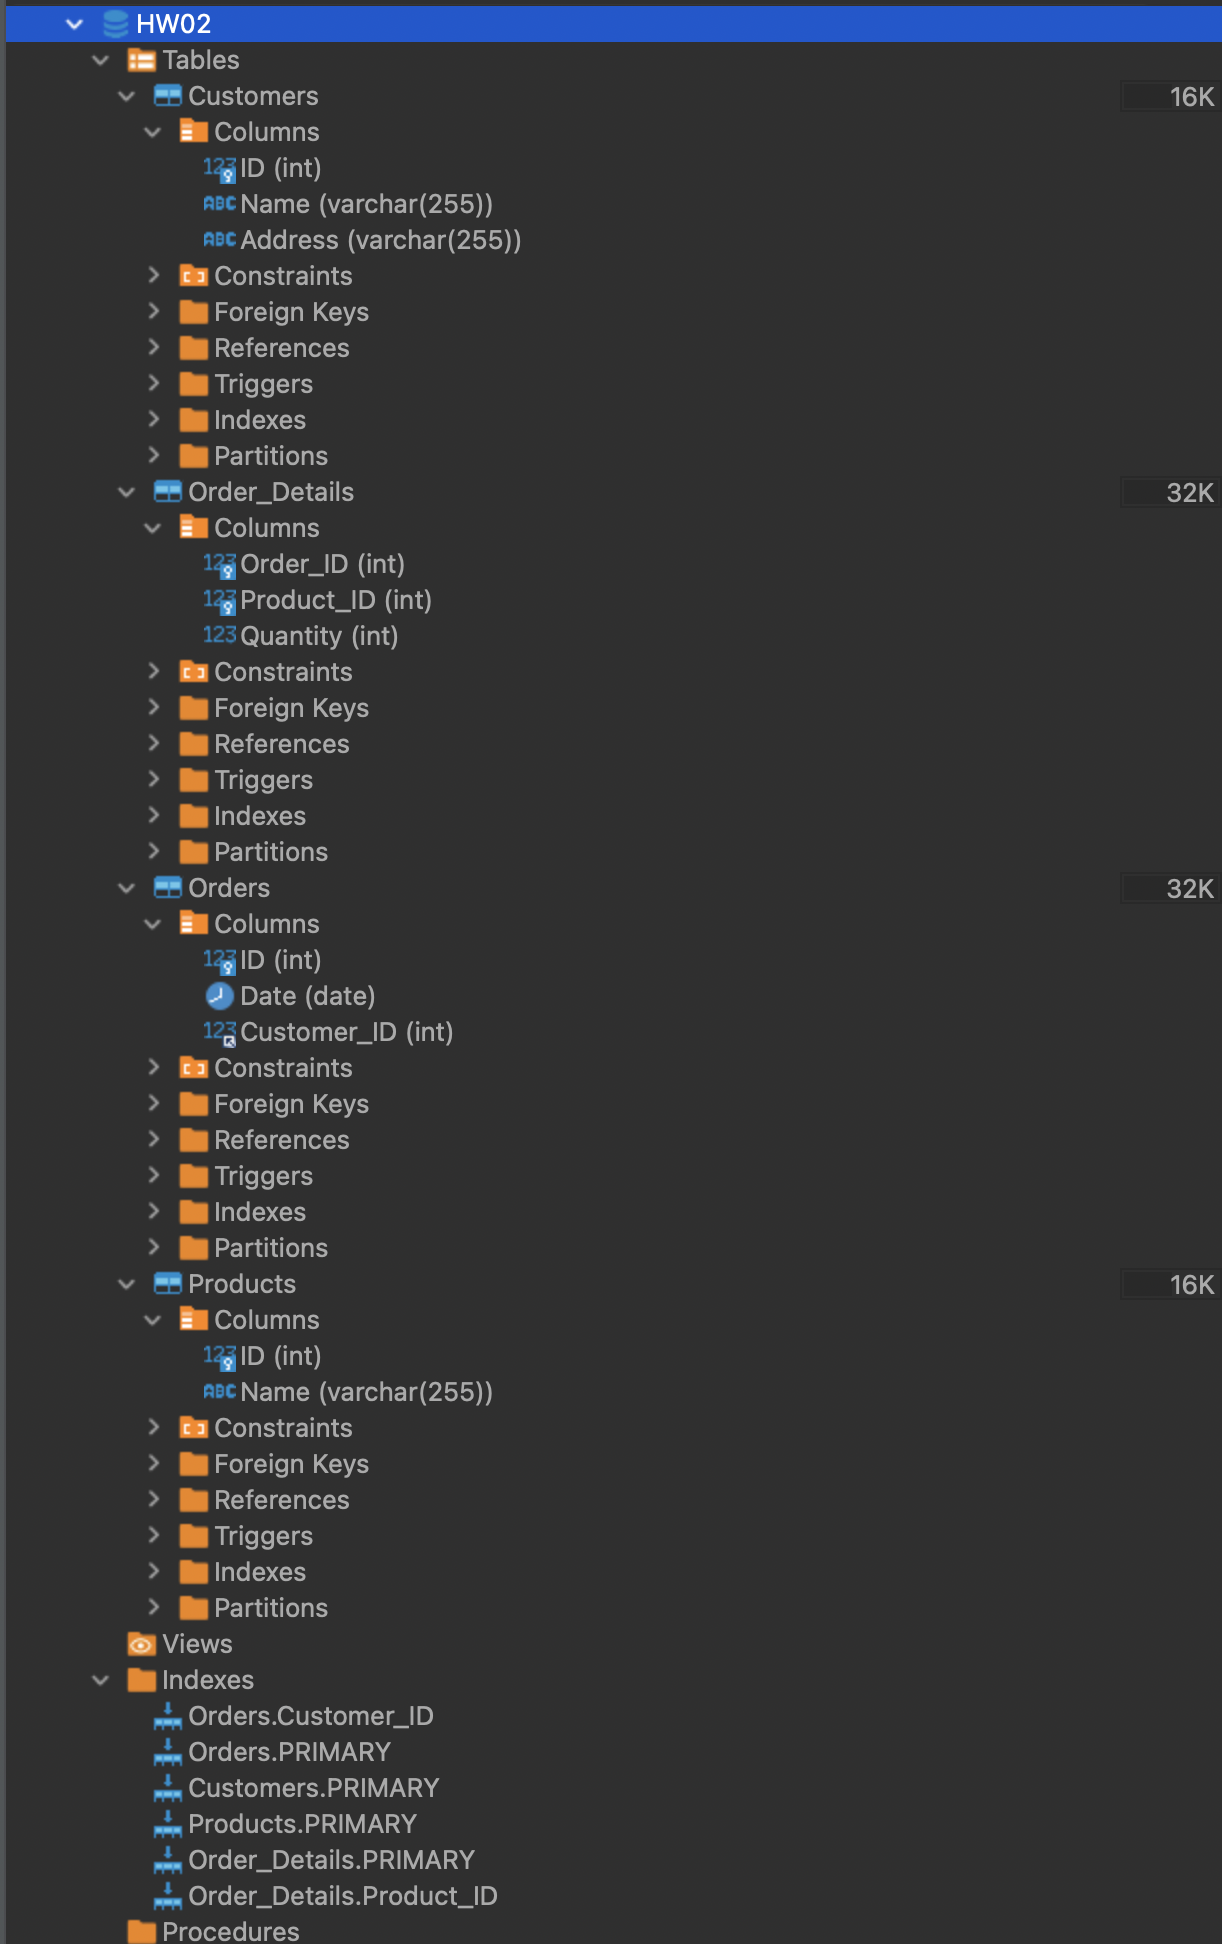 HW02
Tables
Customers 16K
Columns
123 ID (int)
ABC Name (varchar(255))
ABC Address (varchar(255))
Constraints
Foreign Keys
References
Triggers
Indexes
Partitions
Order_Details 32K
Columns
123 Order_ID (int)
123 Product_ID (int)
123 Quantity (int)
Constraints
Foreign Keys
References
Triggers
Indexes
Partitions
Orders 32K
Columns
123 ID (int)
Date (date)
123 Customer_ID (int)
Constraints
Foreign Keys
References
Triggers
Indexes
Partitions
Products 16K
Columns
123 ID (int)
ABC Name (varchar(255))
Constraints
Foreign Keys
References
Triggers
Indexes
Partitions
Views
Indexes
Orders.Customer_ID
Orders.PRIMARY
Customers.PRIMARY
Products.PRIMARY
Order_Details.PRIMARY
Order_Details.Product_ID
Procedures